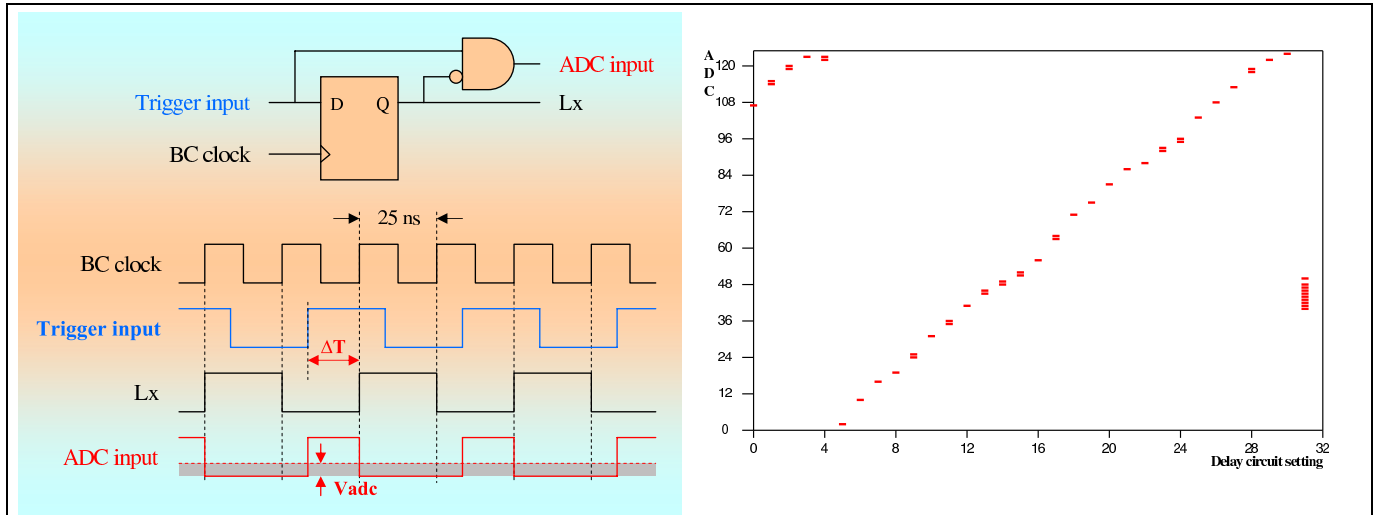 ADC input
Trigger input
D
Q
Lx
BC clock
25 ns
BC clock
Trigger input
ΔT
Lx
ADC input
Vadc
A
D
C
120
108
96
84
72
60
48
36
24
12
0
0 4 8 12 16 20 24 28 32
Delay circuit setting